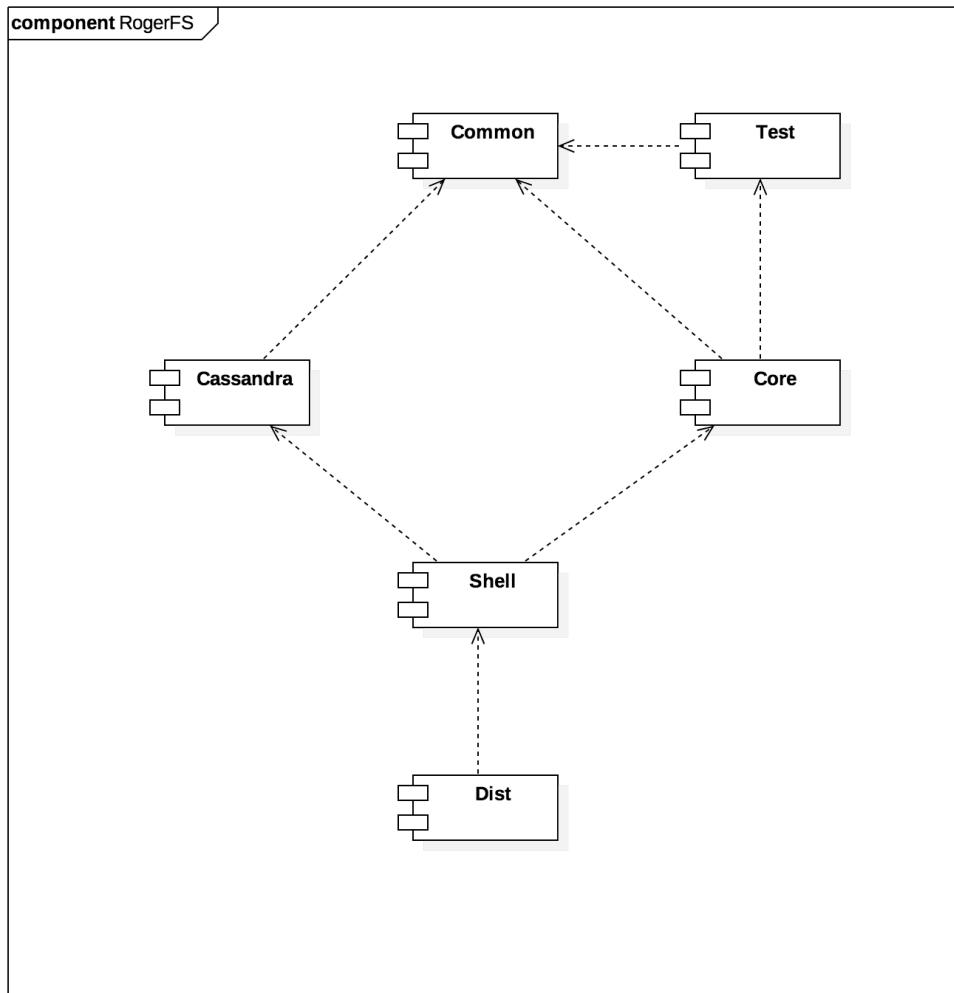 component RogerFS
Common
Test
Cassandra
Core
Shell
Dist